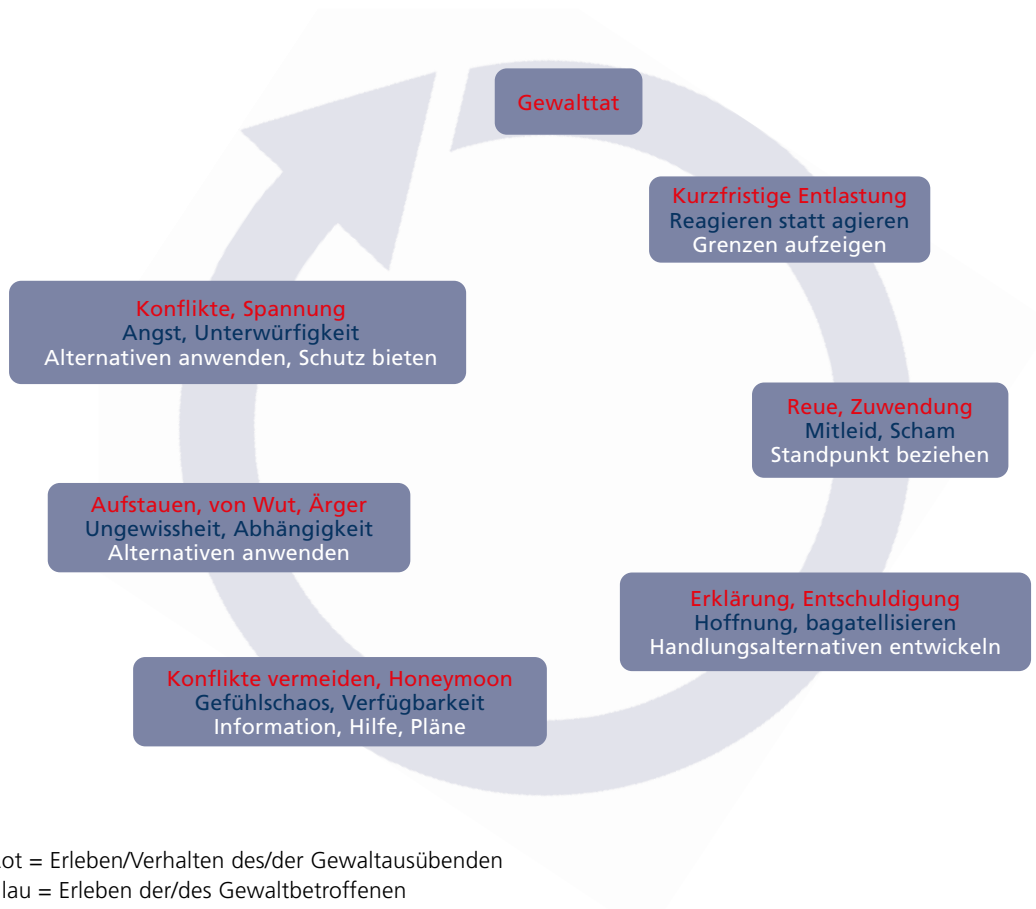 Gewalttat
Kurzfristige Entlastung
Reagieren statt agieren
Grenzen aufzeigen
Reue, Zuwendung
Mitleid, Scham
Standpunkt beziehen
Erklärung, Entschuldigung
Hoffnung, bagatellisieren
Handlungsalternativen entwickeln
Konflikte vermeiden, Honeymoon
Gefühlschaos, Verfügbarkeit
Information, Hilfe, Pläne
Aufstauen, von Wut, Ärger
Ungewissheit, Abhängigkeit
Alternativen anwenden
Konflikte, Spannung
Angst, Unterwürfigkeit
Alternativen anwenden, Schutz bieten
ot = Erleben/Verhalten des/der Gewaltausübenden
lau = Erleben der/des Gewaltbetroffenen